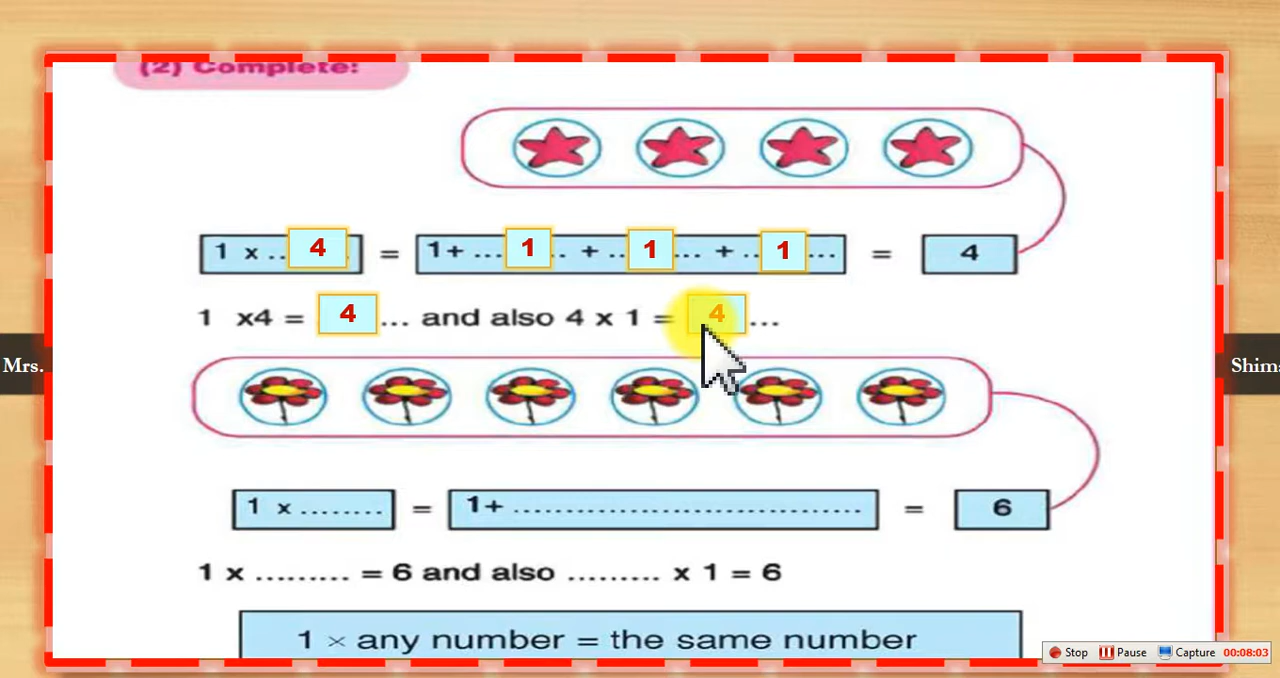 (2) Complete:
1 x .. 4 . = 1+ ... 1 .. + .. 1 ... + .. 1 ... = 4
1 x4 = 4 ... and also 4 x 1 = 4 ...
Mrs.
Shim
1 x ........ = 1+ ................................ = 6
1 x ......... = 6 and also ......... x 1 = 6
1 × any number = the same number
Stop Pause Capture 00:08:03